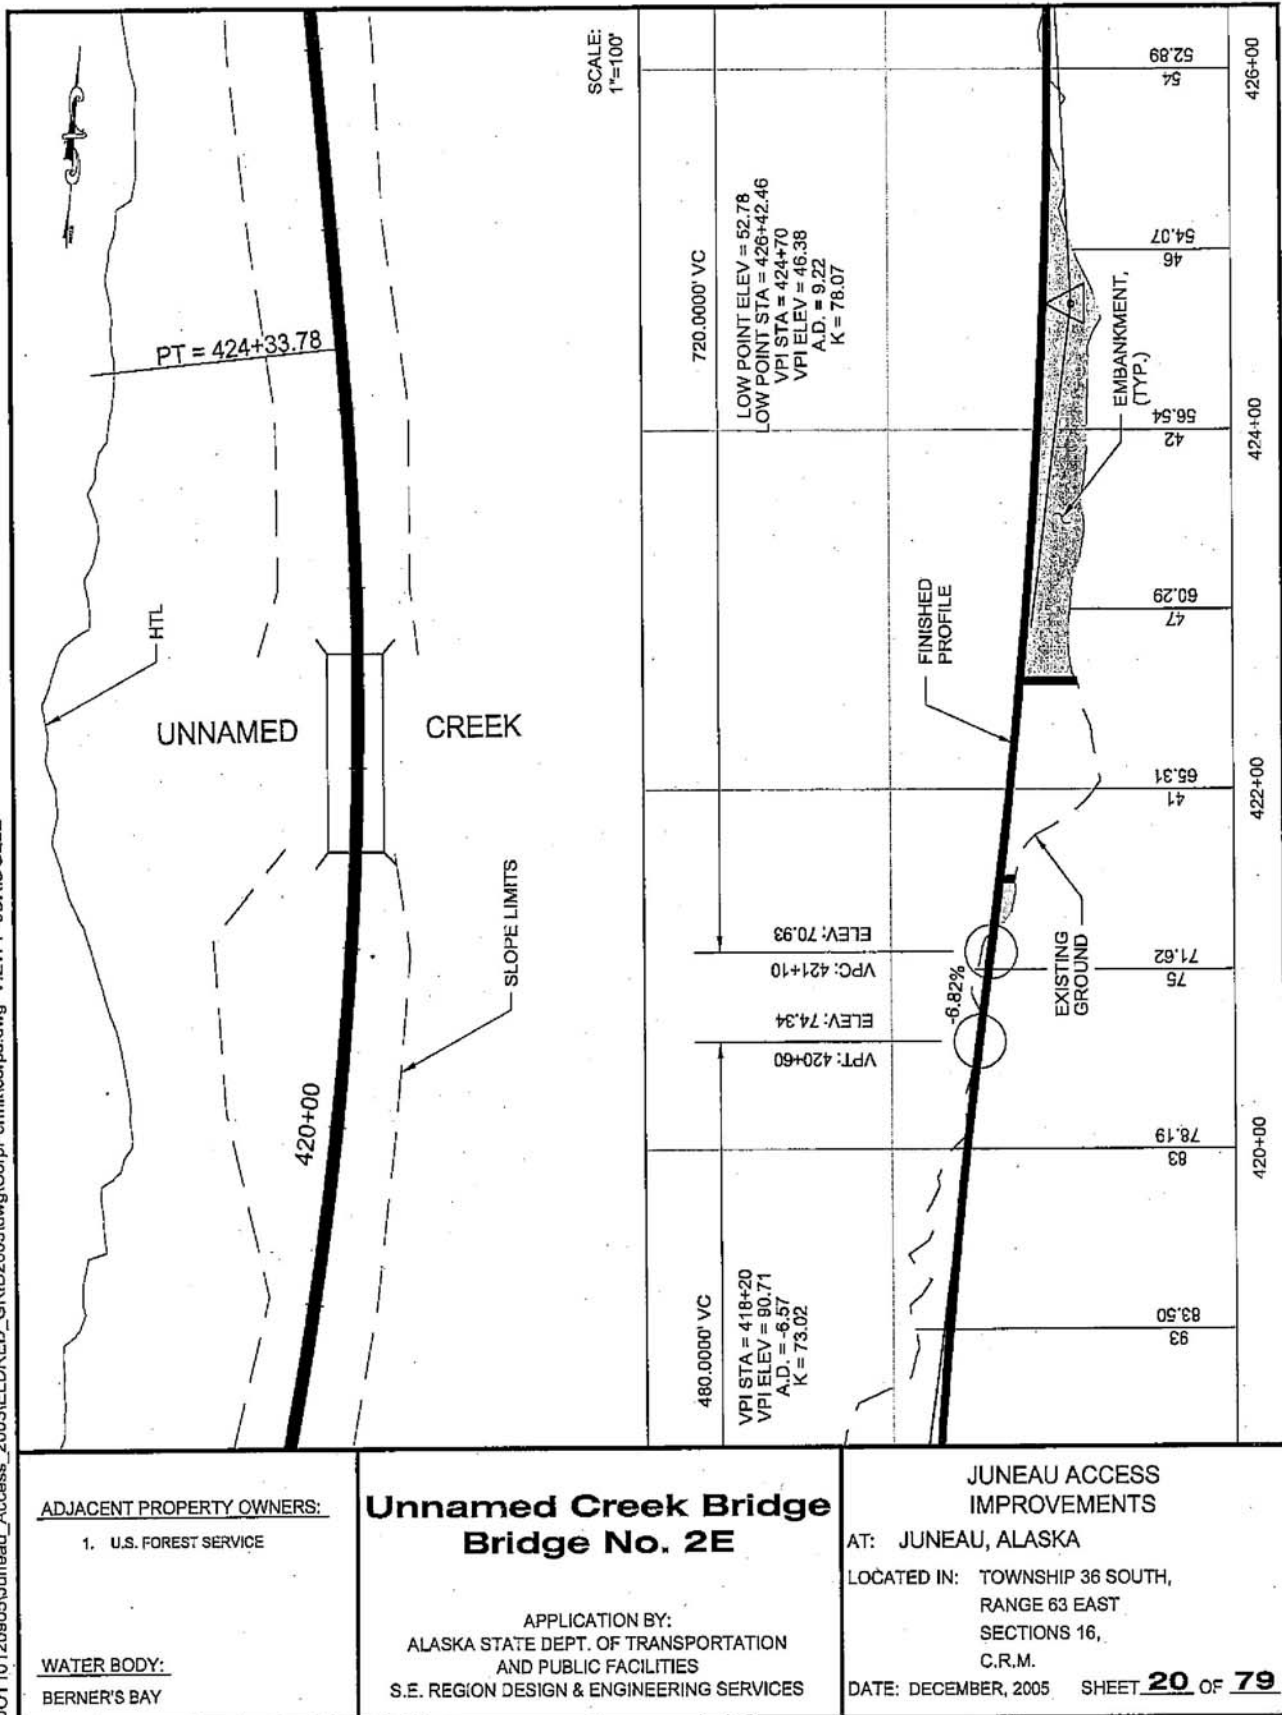 SCALE:
1"=100'
PT = 424+33.78
HTL
UNNAMED CREEK
SLOPE LIMITS
420+00
720.0000' VC
LOW POINT ELEV = 52.78
LOW POINT STA = 426+42.46
VPI STA = 424+70
VPI ELEV = 46.38
A.D. = 9.22
K = 78.07
EMBANKMENT,
(TYP.)
FINISHED
PROFILE
EXISTING
GROUND
-6.82%
VPC: 421+10
ELEV: 70.93
VPT: 420+60
ELEV: 74.34
480.0000' VC
VPI STA = 418+20
VPI ELEV = 90.71
A.D. = -6.57
K = 73.02
54
52.89
46
54.07
42
56.54
47
60.29
41
65.31
75
71.62
83
78.19
93
83.50
426+00
424+00
422+00
420+00
ADJACENT PROPERTY OWNERS:
1. U.S. FOREST SERVICE
WATER BODY:
BERNER'S BAY
Unnamed Creek Bridge
Bridge No. 2E
APPLICATION BY:
ALASKA STATE DEPT. OF TRANSPORTATION
AND PUBLIC FACILITIES
S.E. REGION DESIGN & ENGINEERING SERVICES
JUNEAU ACCESS
IMPROVEMENTS
AT: JUNEAU, ALASKA
LOCATED IN: TOWNSHIP 36 SOUTH,
RANGE 63 EAST
SECTIONS 16,
C.R.M.
DATE: DECEMBER, 2005 SHEET 20 OF 79